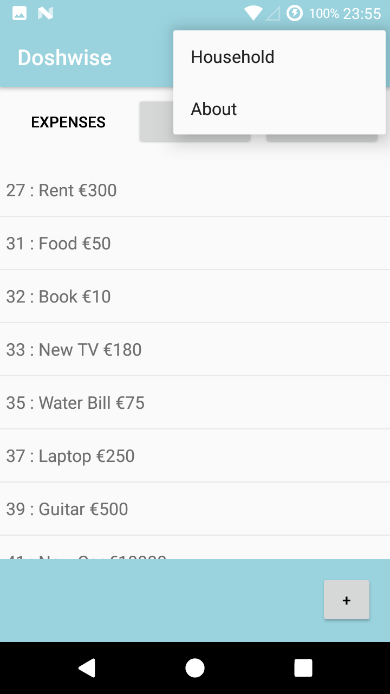 100% 23:55
Doshwise
Household
About
EXPENSES
27 : Rent €300
31 : Food €50
32 : Book €10
33 : New TV €180
35 : Water Bill €75
37 : Laptop €250
39 : Guitar €500
+